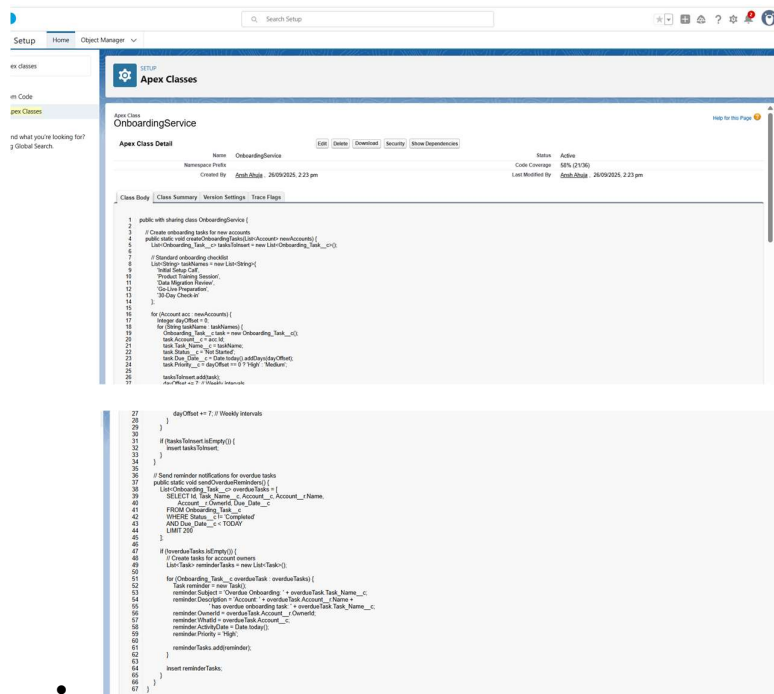 Search Setup
Setup Home Object Manager
ex classes
m Code
pex Classes
nd what you're looking for?
g Global Search.
SETUP
Apex Classes
Apex Class
OnboardingService
Help for this Page
Apex Class Detail Edit Delete Download Security Show Dependencies
Name OnboardingService Status Active
Namespace Prefix Code Coverage 58% (21/36)
Created By Ansh Ahuja , 26/09/2025, 2:23 pm Last Modified By Ansh Ahuja , 26/09/2025, 2:23 pm
Class Body Class Summary Version Settings Trace Flags
1 public with sharing class OnboardingService {
2
3 // Create onboarding tasks for new accounts
4 public static void createOnboardingTasks(List<Account> newAccounts) {
5 List<Onboarding_Task__c> tasksToInsert = new List<Onboarding_Task__c>();
6
7 // Standard onboarding checklist
8 List<String> taskNames = new List<String>{
9 'Initial Setup Call',
10 'Product Training Session',
11 'Data Migration Review',
12 'Go-Live Preparation',
13 '30-Day Check-in'
14 };
15
16 for (Account acc : newAccounts) {
17 Integer dayOffset = 0;
18 for (String taskName : taskNames) {
19 Onboarding_Task__c task = new Onboarding_Task__c();
20 task.Account__c = acc.Id;
21 task.Task_Name__c = taskName;
22 task.Status__c = 'Not Started';
23 task.Due_Date__c = Date.today().addDays(dayOffset);
24 task.Priority__c = dayOffset == 0 ? 'High' : 'Medium';
25
26 tasksToInsert.add(task);
27 dayOffset += 7; // Weekly intervals
27 dayOffset += 7; // Weekly intervals
28 }
29 }
30
31 if (!tasksToInsert.isEmpty()) {
32 insert tasksToInsert;
33 }
34 }
35
36 // Send reminder notifications for overdue tasks
37 public static void sendOverdueReminders() {
38 List<Onboarding_Task__c> overdueTasks = [
39 SELECT Id, Task_Name__c, Account__c, Account__r.Name,
40 Account__r.OwnerId, Due_Date__c
41 FROM Onboarding_Task__c
42 WHERE Status__c != 'Completed'
43 AND Due_Date__c < TODAY
44 LIMIT 200
45 ];
46
47 if (!overdueTasks.isEmpty()) {
48 // Create tasks for account owners
49 List<Task> reminderTasks = new List<Task>();
50
51 for (Onboarding_Task__c overdueTask : overdueTasks) {
52 Task reminder = new Task();
53 reminder.Subject = 'Overdue Onboarding: ' + overdueTask.Task_Name__c;
54 reminder.Description = 'Account: ' + overdueTask.Account__r.Name +
55 ' has overdue onboarding task: ' + overdueTask.Task_Name__c;
56 reminder.OwnerId = overdueTask.Account__r.OwnerId;
57 reminder.WhatId = overdueTask.Account__c;
58 reminder.ActivityDate = Date.today();
59 reminder.Priority = 'High';
60
61 reminderTasks.add(reminder);
62 }
63
64 insert reminderTasks;
65 }
66 }
67 }